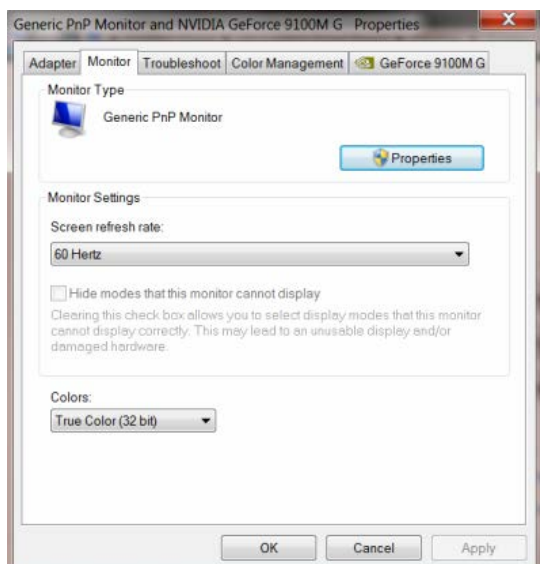 Generic PnP Monitor and NVIDIA GeForce 9100M G Properties
Adapter Monitor Troubleshoot Color Management GeForce 9100M G
Monitor Type
Generic PnP Monitor
Properties
Monitor Settings
Screen refresh rate:
60 Hertz
Hide modes that this monitor cannot display
Clearing this check box allows you to select display modes that this monitor
cannot display correctly. This may lead to an unusable display and/or
damaged hardware.
Colors:
True Color (32 bit)
OK Cancel Apply